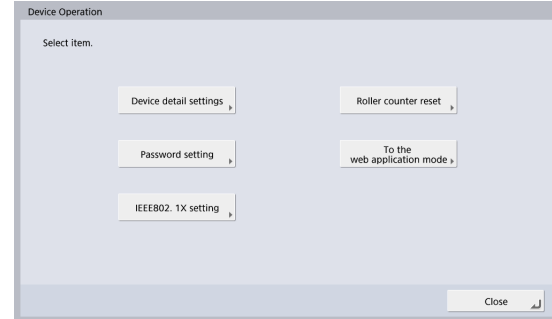 Device Operation
Select item.
Device detail settings
Roller counter reset
Password setting
To the
web application mode
IEEE802. 1X setting
Close